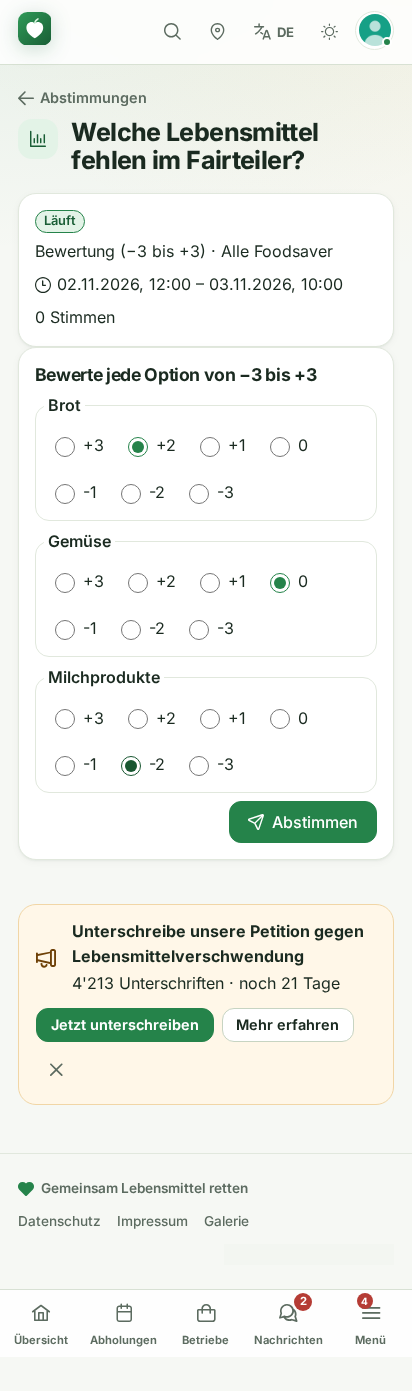 DE
Abstimmungen
Welche Lebensmittel
fehlen im Fairteiler?
Läuft
Bewertung (−3 bis +3) · Alle Foodsaver
02.11.2026, 12:00 – 03.11.2026, 10:00
0 Stimmen
Bewerte jede Option von −3 bis +3
Brot
+3 +2 +1 0
-1 -2 -3
Gemüse
+3 +2 +1 0
-1 -2 -3
Milchprodukte
+3 +2 +1 0
-1 -2 -3
Abstimmen
Unterschreibe unsere Petition gegen
Lebensmittelverschwendung
4'213 Unterschriften · noch 21 Tage
Jetzt unterschreiben Mehr erfahren
Gemeinsam Lebensmittel retten
Datenschutz Impressum Galerie
2 4
Übersicht Abholungen Betriebe Nachrichten Menü